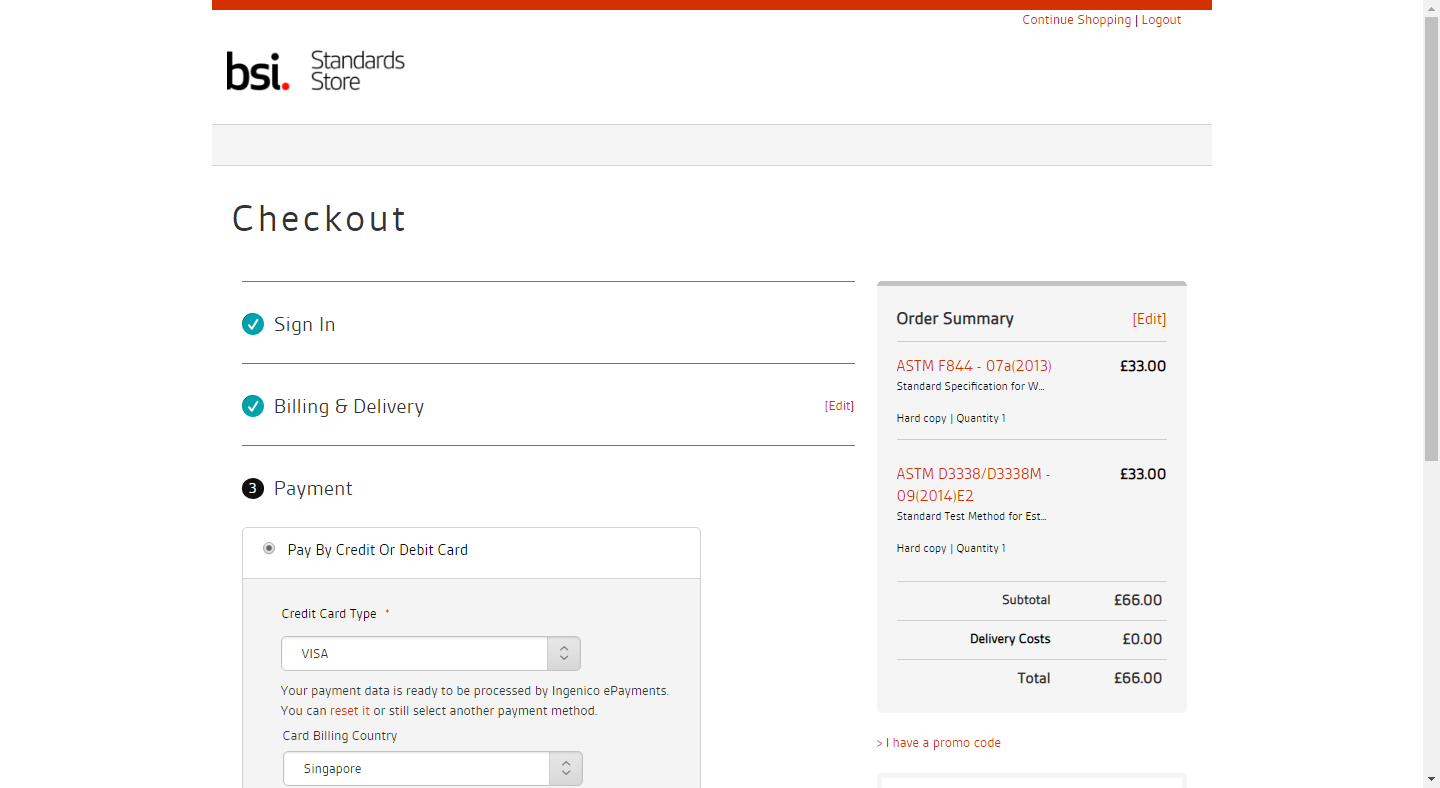 Continue Shopping | Logout
bsi.
Standards
Store
Checkout
Sign In
Billing & Delivery
[Edit]
3 Payment
Pay By Credit Or Debit Card
Credit Card Type *
VISA
Your payment data is ready to be processed by Ingenico ePayments.
You can reset it or still select another payment method.
Card Billing Country
Singapore
Order Summary [Edit]
ASTM F844 - 07a(2013) £33.00
Standard Specification for W...
Hard copy | Quantity 1
ASTM D3338/D3338M - £33.00
09(2014)E2
Standard Test Method for Est...
Hard copy | Quantity 1
Subtotal £66.00
Delivery Costs £0.00
Total £66.00
> I have a promo code